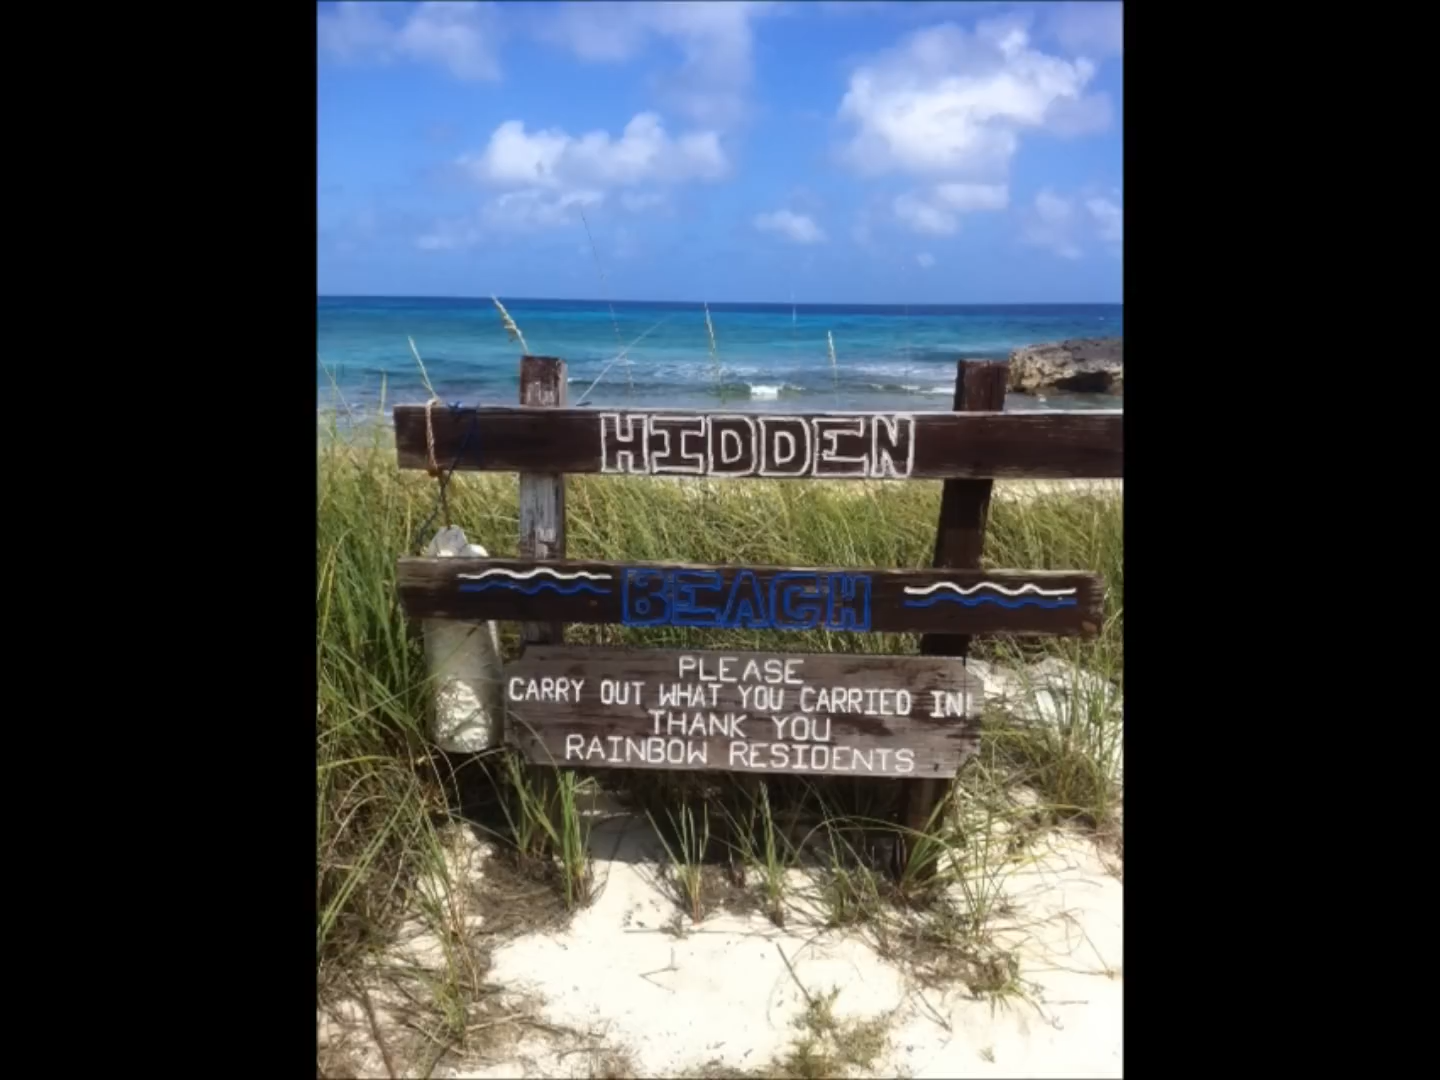 HIDDEN
BEACH
PLEASE
CARRY OUT WHAT YOU CARRIED IN!
THANK YOU
RAINBOW RESIDENTS